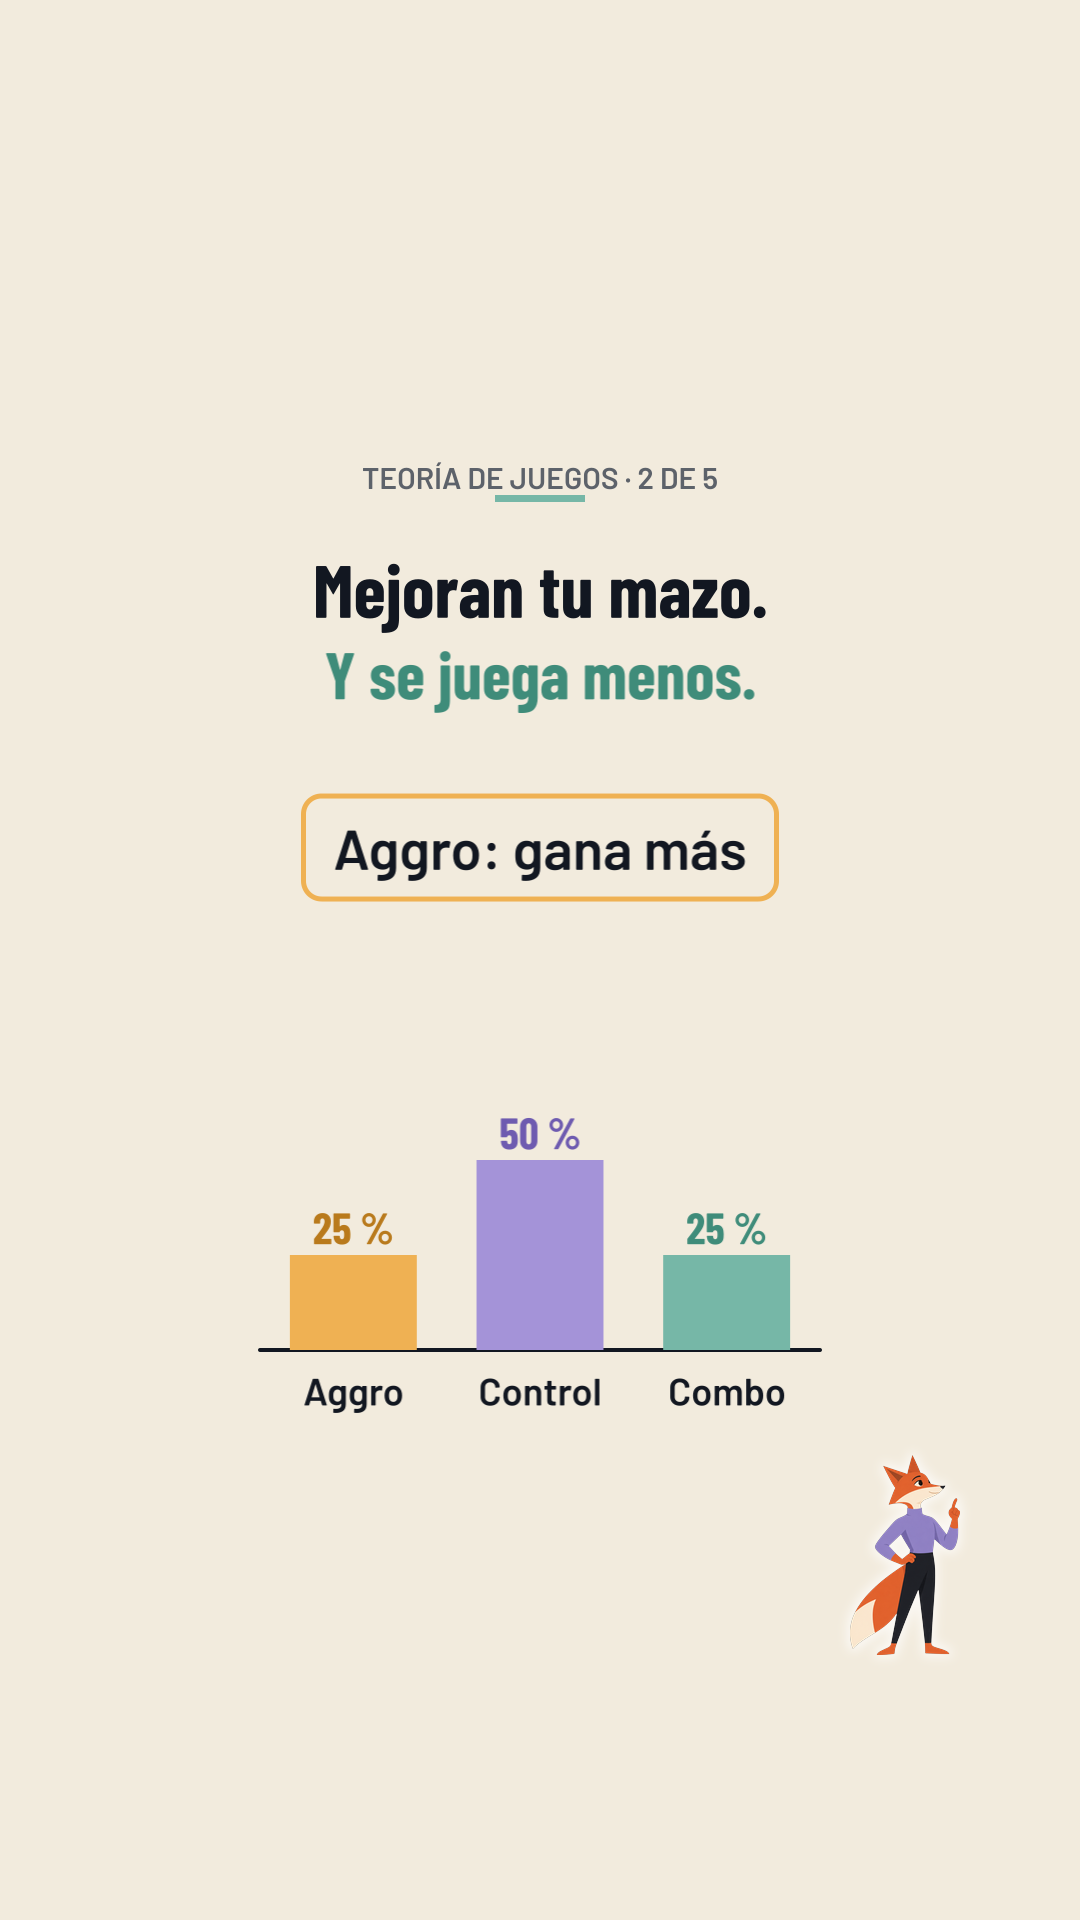 TEORÍA DE JUEGOS · 2 DE 5
Mejoran tu mazo.
Y se juega menos.
Aggro: gana más
50 %
25 %
25 %
Aggro
Control
Combo